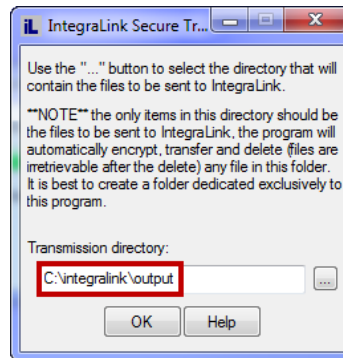 iL IntegraLink Secure Tr...
Use the "..." button to select the directory that will
contain the files to be sent to IntegraLink.
**NOTE** the only items in this directory should be
the files to be sent to IntegraLink, the program will
automatically encrypt, transfer and delete (files are
irretrievable after the delete) any file in this folder.
It is best to create a folder dedicated exclusively to
this program.
Transmission directory:
C:\integralink\output
...
OK Help